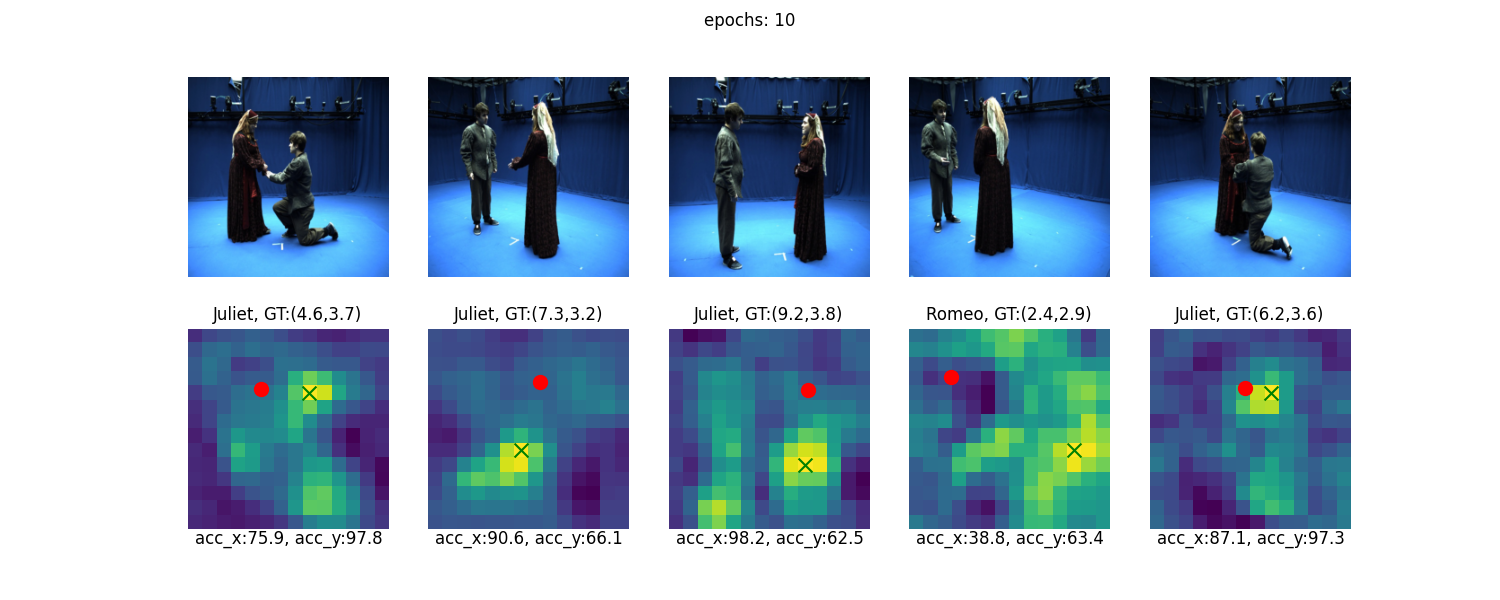 epochs: 10
Juliet, GT:(4.6,3.7)
Juliet, GT:(7.3,3.2)
Juliet, GT:(9.2,3.8)
Romeo, GT:(2.4,2.9)
Juliet, GT:(6.2,3.6)
acc_x:75.9, acc_y:97.8
acc_x:90.6, acc_y:66.1
acc_x:98.2, acc_y:62.5
acc_x:38.8, acc_y:63.4
acc_x:87.1, acc_y:97.3